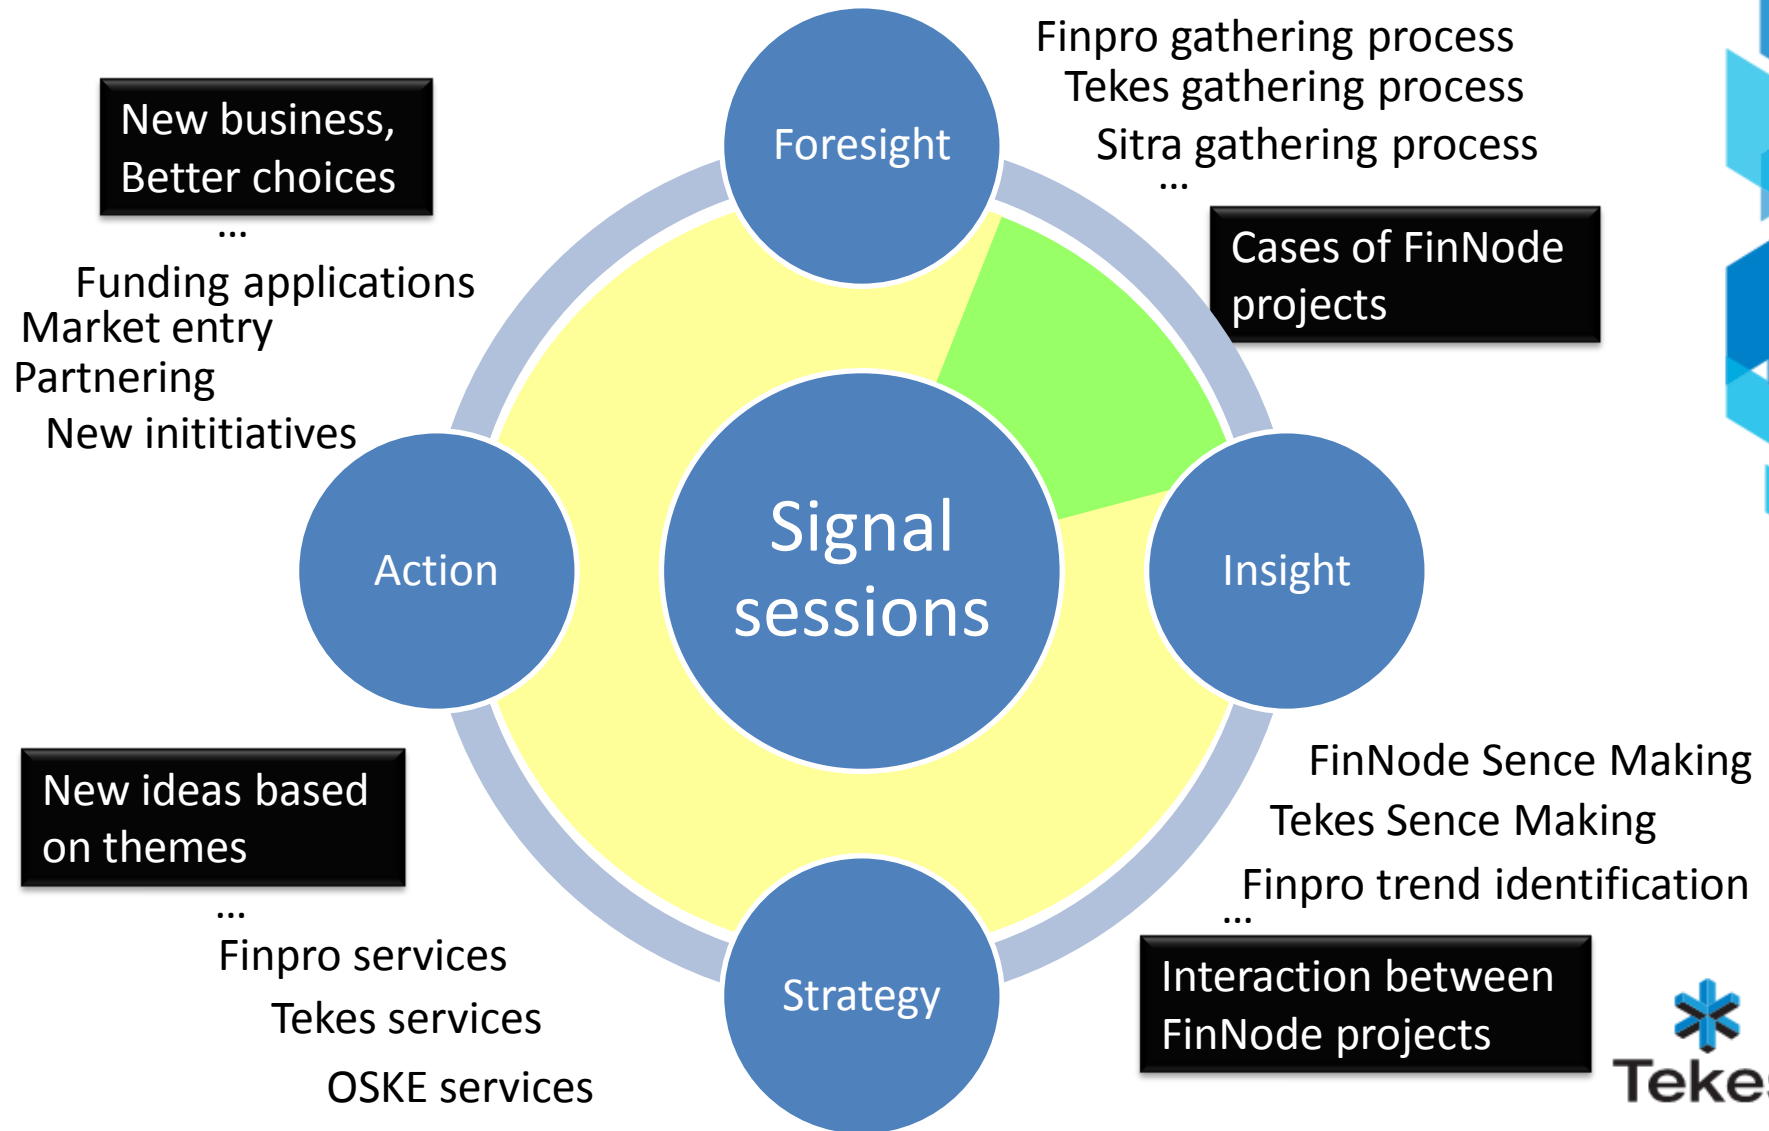 Finpro gathering process
Tekes gathering process
Sitra gathering process
...
Cases of FinNode
projects
New business,
Better choices
...
Funding applications
Market entry
Partnering
New inititiatives
Foresight
Signal
sessions
Action
Insight
Strategy
FinNode Sence Making
Tekes Sence Making
Finpro trend identification
...
Interaction between
FinNode projects
New ideas based
on themes
...
Finpro services
Tekes services
OSKE services
Tekes